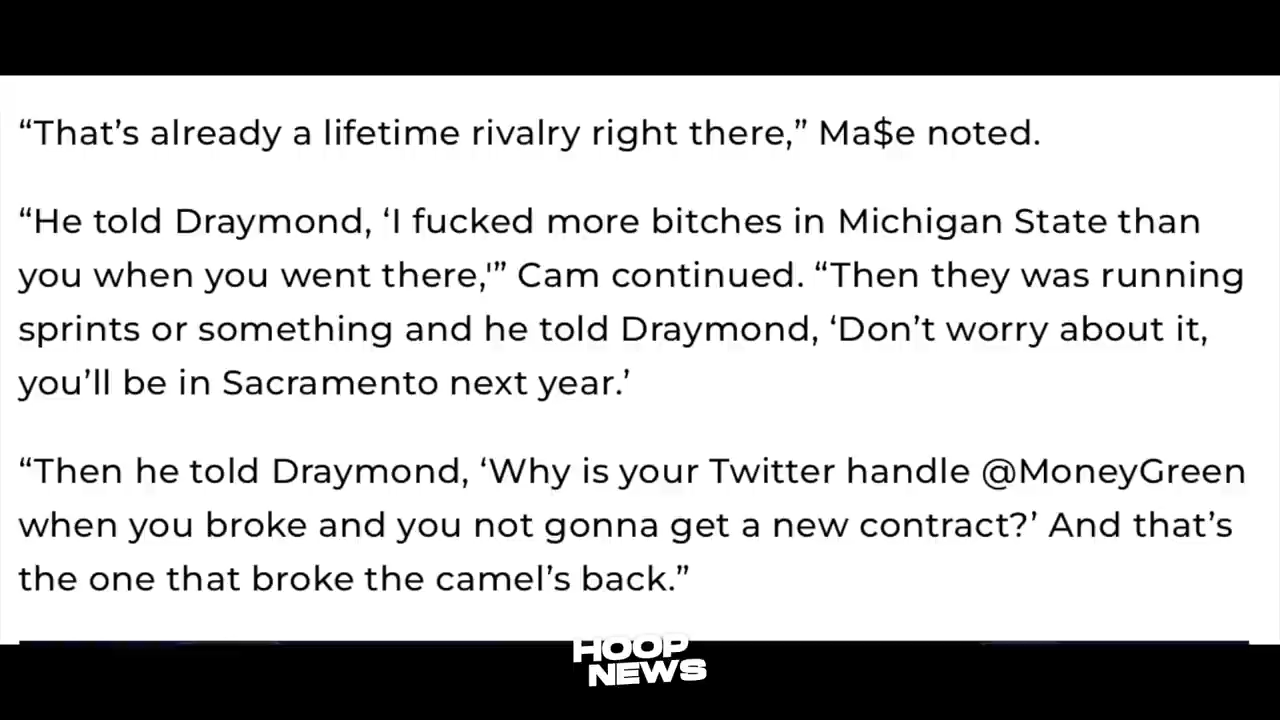 “That’s already a lifetime rivalry right there,” Ma$e noted.
“He told Draymond, ‘I fucked more bitches in Michigan State than
you when you went there,'” Cam continued. “Then they was running
sprints or something and he told Draymond, ‘Don’t worry about it,
you’ll be in Sacramento next year.’
“Then he told Draymond, ‘Why is your Twitter handle @MoneyGreen
when you broke and you not gonna get a new contract?’ And that’s
the one that broke the camel’s back.”
HOOP
NEWS